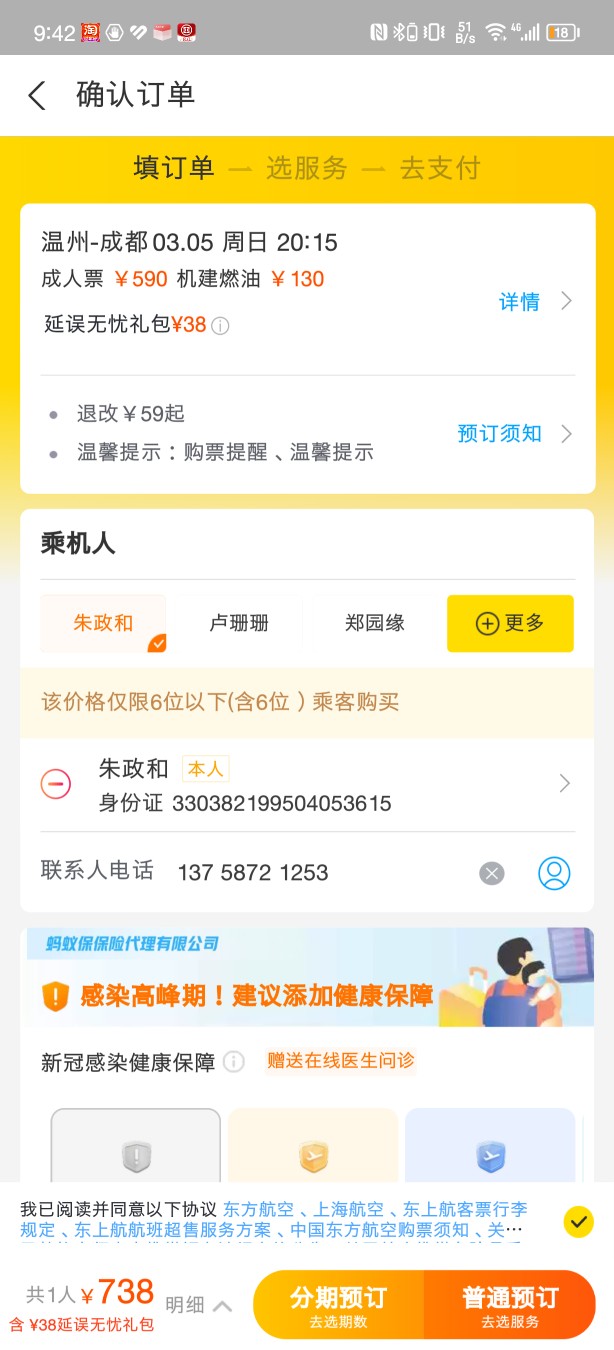 9:42
淘
51 B/s
4G
18
确认订单
填订单 — 选服务 — 去支付
温州-成都 03.05 周日 20:15
成人票 ￥590 机建燃油 ￥130
详情
延误无忧礼包¥38
退改￥59起
预订须知
温馨提示：购票提醒、温馨提示
乘机人
朱政和 卢珊珊 郑园缘 更多
该价格仅限6位以下(含6位）乘客购买
朱政和 本人
身份证 330382199504053615
联系人电话 137 5872 1253
蚂蚁保保险代理有限公司
感染高峰期！建议添加健康保障
新冠感染健康保障 赠送在线医生问诊
我已阅读并同意以下协议 东方航空、上海航空、东上航客票行李
规定、东上航航班超售服务方案、中国东方航空购票须知、关…
共1人 ￥738 明细
含 ¥38延误无忧礼包
分期预订 普通预订
去选期数 去选服务